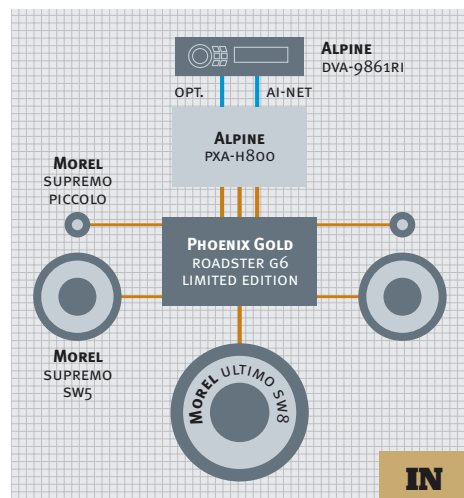 ALPINE
DVA-9861RI
OPT.
AI-NET
ALPINE
PXA-H800
MOREL
SUPREMO
PICCOLO
PHOENIX GOLD
ROADSTER G6
LIMITED EDITION
MOREL
SUPREMO
SW5
MOREL ULTIMO SW8
IN